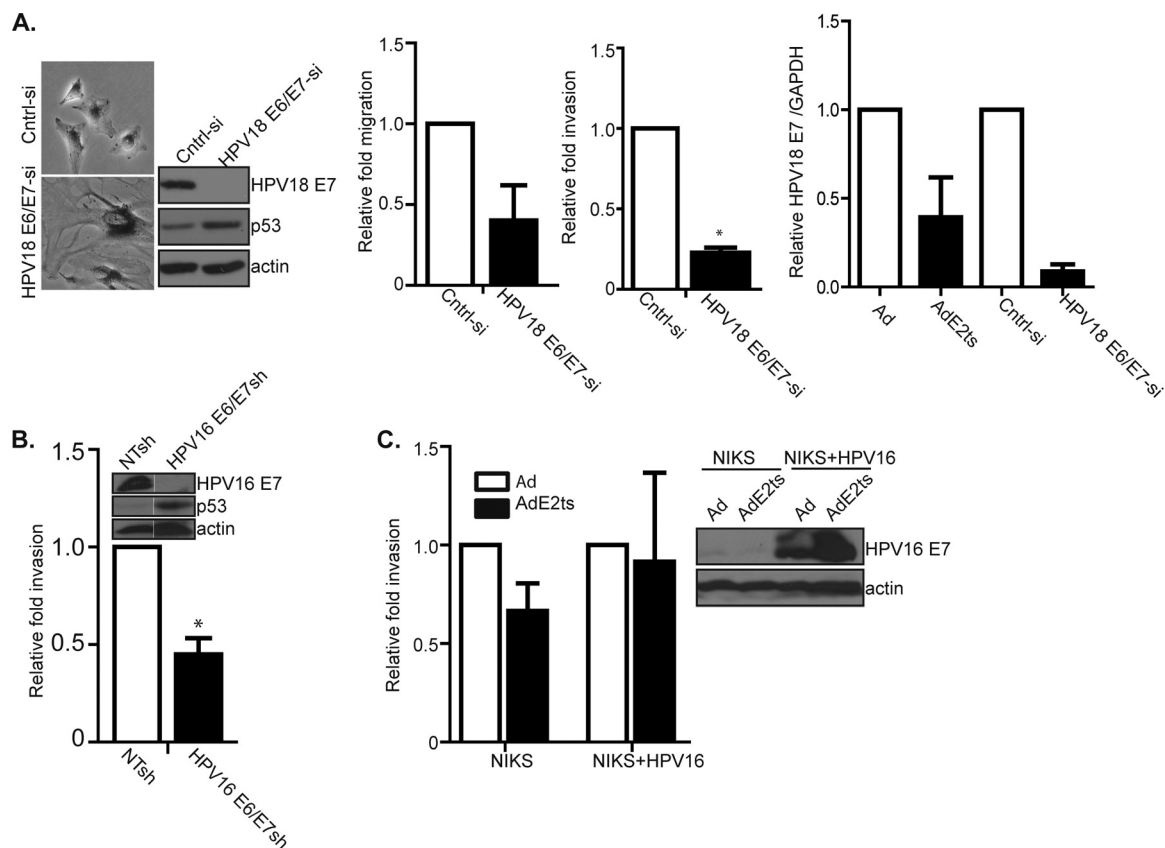 A.
Cntrl-si
HPV18 E6/E7-si
Cntrl-si
HPV18 E6/E7-si
HPV18 E7
p53
actin
Relative fold migration
1.5
1.0
0.5
0
Cntrl-si
HPV18 E6/E7-si
Relative fold invasion
1.5
1.0
0.5
0
*
Cntrl-si
HPV18 E6/E7-si
Relative HPV18 E7 /GAPDH
1.5
1.0
0.5
0.0
Ad
AdE2ts
Cntrl-si
HPV18 E6/E7-si
B.
Relative fold invasion
1.5
1.0
0.5
0
NTsh
HPV16 E6/E7sh
HPV16 E7
p53
actin
*
NTsh
HPV16 E6/E7sh
C.
Relative fold invasion
1.5
1.0
0.5
0
Ad
AdE2ts
NIKS
NIKS+HPV16
NIKS
NIKS+HPV16
Ad
AdE2ts
Ad
AdE2ts
HPV16 E7
actin